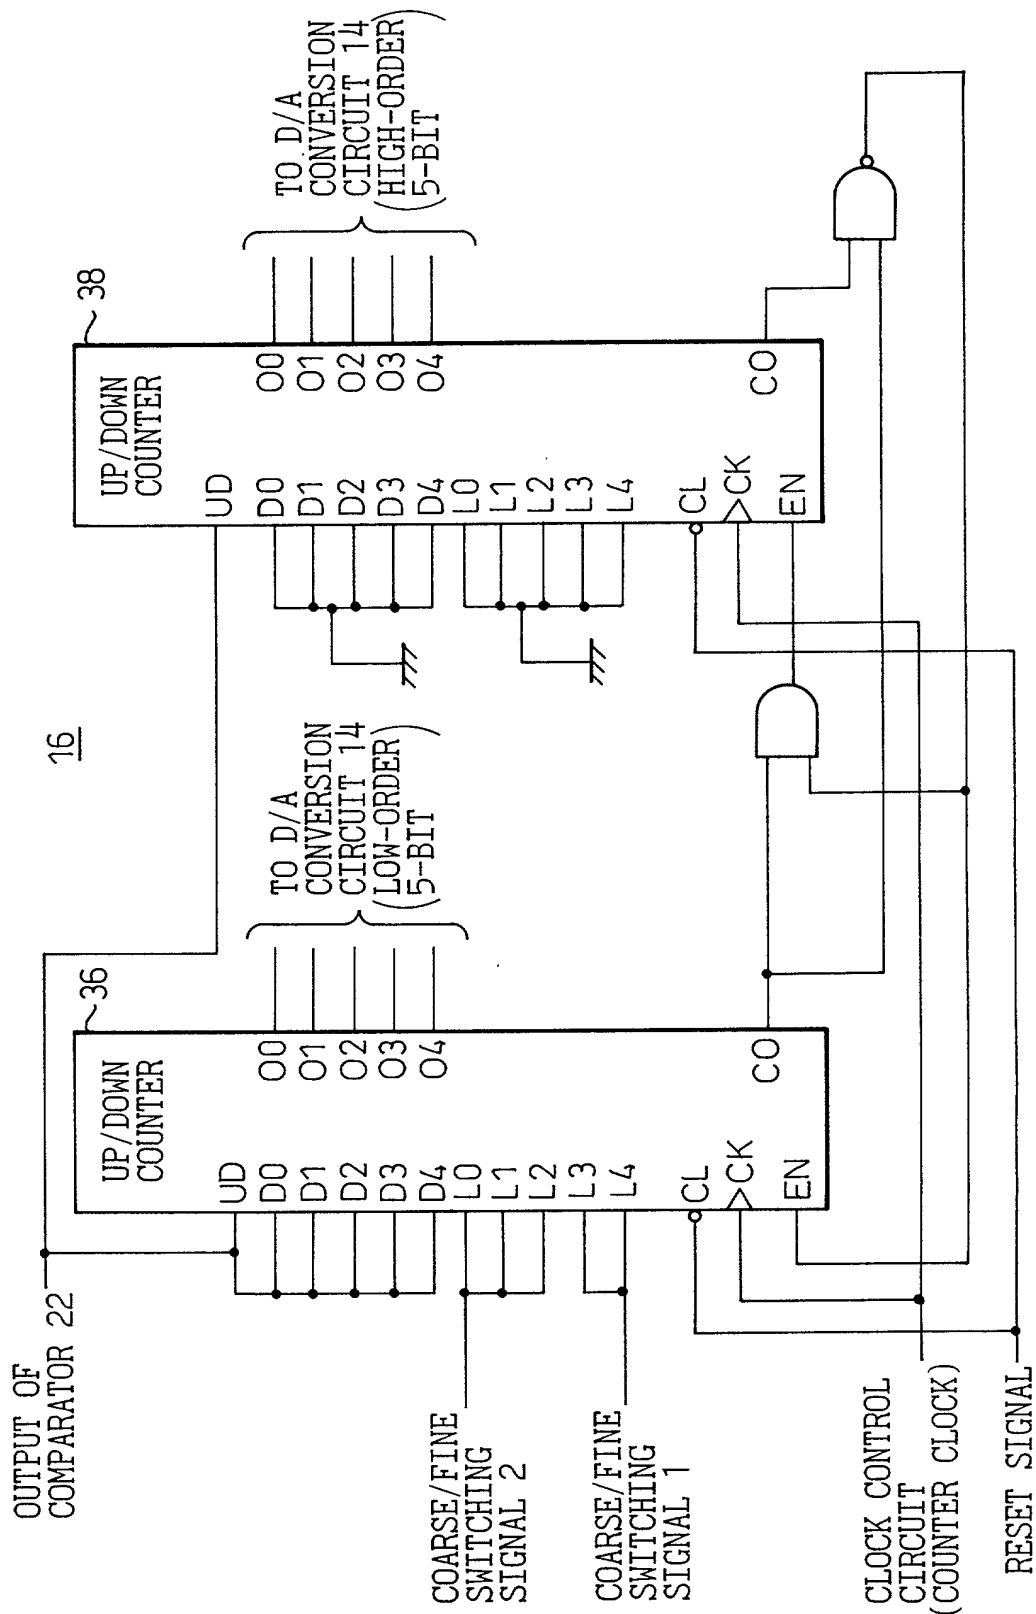 16
OUTPUT OF
COMPARATOR 22
36
UP/DOWN
COUNTER
UD
D0
D1
D2
D3
D4
L0
L1
L2
L3
L4
CL
CK
EN
O0
O1
O2
O3
O4
CO
TO D/A
CONVERSION
CIRCUIT 14
(LOW-ORDER)
5-BIT
38
UP/DOWN
COUNTER
UD
D0
D1
D2
D3
D4
L0
L1
L2
L3
L4
CL
CK
EN
O0
O1
O2
O3
O4
CO
TO D/A
CONVERSION
CIRCUIT 14
(HIGH-ORDER)
5-BIT
COARSE/FINE
SWITCHING
SIGNAL 2
COARSE/FINE
SWITCHING
SIGNAL 1
CLOCK CONTROL
CIRCUIT
(COUNTER CLOCK)
RESET SIGNAL